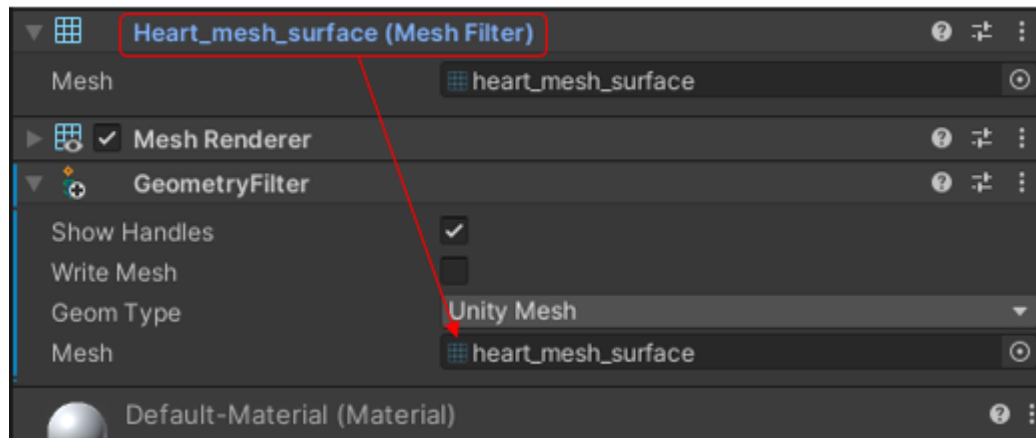 Heart_mesh_surface (Mesh Filter)
Mesh heart_mesh_surface
Mesh Renderer
GeometryFilter
Show Handles
Write Mesh
Geom Type Unity Mesh
Mesh heart_mesh_surface
Default-Material (Material)